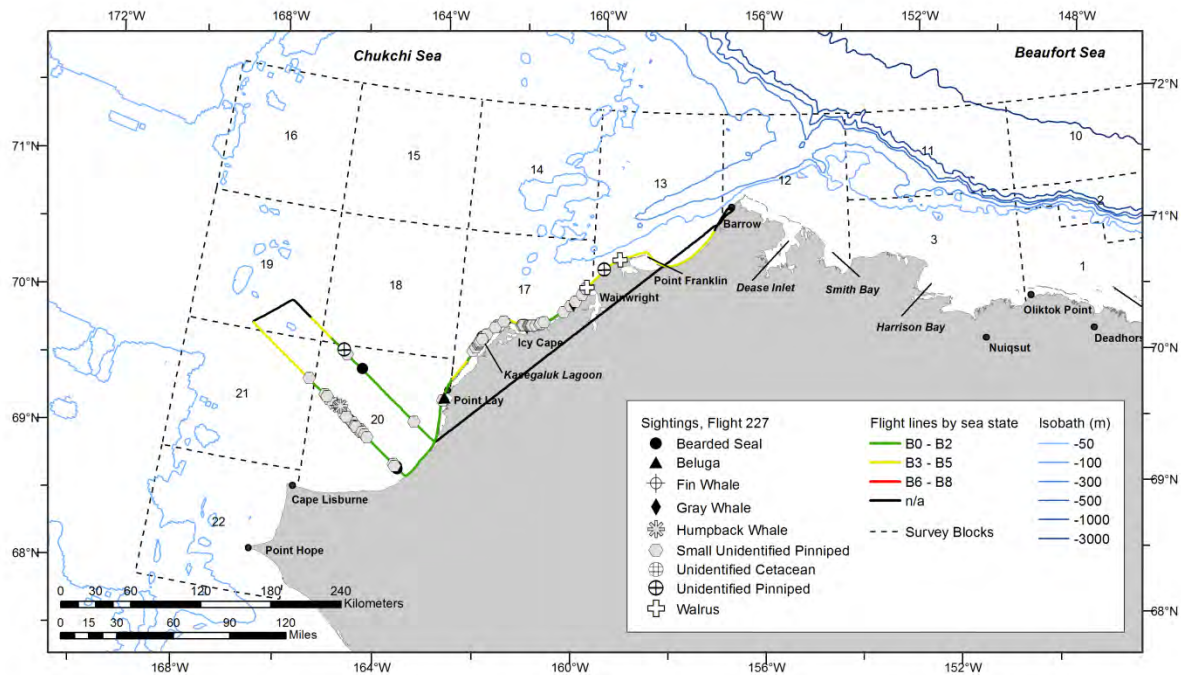 172°W
168°W
164°W
160°W
156°W
152°W
148°W
Chukchi Sea
Beaufort Sea
72°N
71°N
71°N
70°N
70°N
69°N
69°N
68°N
68°N
16
15
14
13
12
11
10
2
3
1
19
18
17
21
20
22
Barrow
Point Franklin
Dease Inlet
Smith Bay
Harrison Bay
Oliktok Point
Nuiqsut
Wainwright
Icy Cape
Kasegaluk Lagoon
Point Lay
Cape Lisburne
Point Hope
Sightings, Flight 227
Bearded Seal
Beluga
Fin Whale
Gray Whale
Humpback Whale
Small Unidentified Pinniped
Unidentified Cetacean
Unidentified Pinniped
Walrus
Flight lines by sea state
B0 - B2
B3 - B5
B6 - B8
n/a
Survey Blocks
Isobath (m)
-50
-100
-300
-500
-1000
-3000
0 30 60 120 180 240
Kilometers
0 15 30 60 90 120
Miles
168°W
164°W
160°W
156°W
152°W